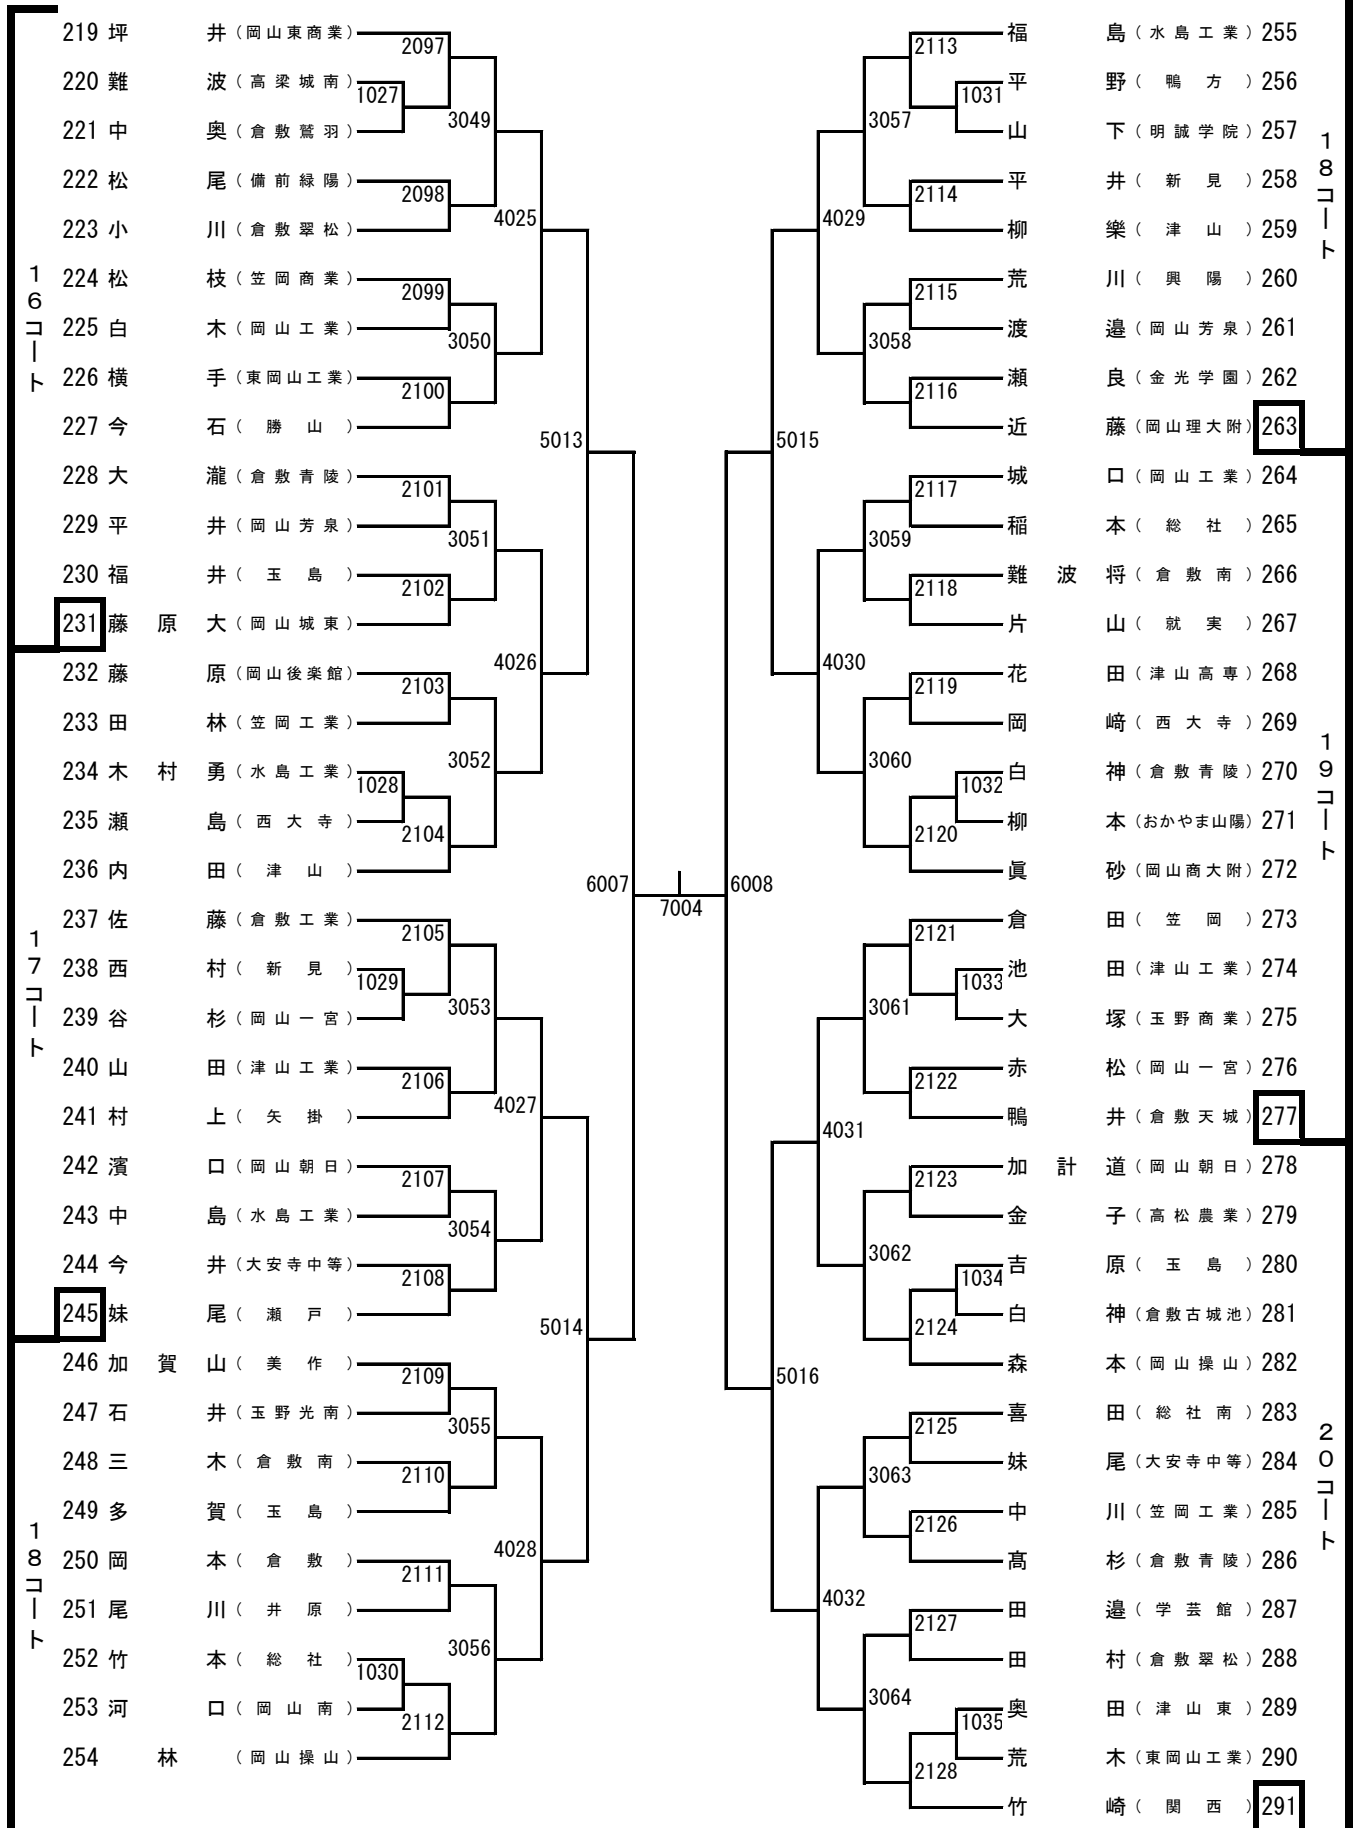 219 坪 井 (岡山東商業)
220 難 波 (高梁城南)
221 中 奥 (倉敷鷲羽)
222 松 尾 (備前緑陽)
223 小 川 (倉敷翠松)
224 松 枝 (笠岡商業)
225 白 木 (岡山工業)
226 横 手 (東岡山工業)
227 今 石 (勝山)
228 大 瀧 (倉敷青陵)
229 平 井 (岡山芳泉)
230 福 井 (玉島)
231 藤 原 大 (岡山城東)
232 藤 原 (岡山後楽館)
233 田 林 (笠岡工業)
234 木 村 勇 (水島工業)
235 瀬 島 (西大寺)
236 内 田 (津山)
237 佐 藤 (倉敷工業)
238 西 村 (新見)
239 谷 杉 (岡山一宮)
240 山 田 (津山工業)
241 村 上 (矢掛)
242 濱 口 (岡山朝日)
243 中 島 (水島工業)
244 今 井 (大安寺中等)
245 妹 尾 (瀬戸)
246 加 賀 山 (美作)
247 石 井 (玉野光南)
248 三 木 (倉敷南)
249 多 賀 (玉島)
250 岡 本 (倉敷)
251 尾 川 (井原)
252 竹 本 (総社)
253 河 口 (岡山南)
254 林 (岡山操山)
16コート
17コート
18コート
1027
1028
1029
1030
2097
2098
2099
2100
2101
2102
2103
2104
2105
2106
2107
2108
2109
2110
2111
2112
3049
3050
3051
3052
3053
3054
3055
3056
4025
4026
4027
4028
5013
5014
6007
7004
6008
5015
5016
4029
4030
4031
4032
3057
3058
3059
3060
3061
3062
3063
3064
2113
2114
2115
2116
2117
2118
2119
2120
2121
2122
2123
2124
2125
2126
2127
2128
1031
1032
1033
1034
1035
福 島 (水島工業) 255
平 野 (鴨方) 256
山 下 (明誠学院) 257
平 井 (新見) 258
柳 樂 (津山) 259
荒 川 (興陽) 260
渡 邉 (岡山芳泉) 261
瀬 良 (金光学園) 262
近 藤 (岡山理大附) 263
城 口 (岡山工業) 264
稲 本 (総社) 265
難 波 将 (倉敷南) 266
片 山 (就実) 267
花 田 (津山高専) 268
岡 﨑 (西大寺) 269
白 神 (倉敷青陵) 270
柳 本 (おかやま山陽) 271
眞 砂 (岡山商大附) 272
倉 田 (笠岡) 273
池 田 (津山工業) 274
大 塚 (玉野商業) 275
赤 松 (岡山一宮) 276
鴨 井 (倉敷天城) 277
加 計 道 (岡山朝日) 278
金 子 (高松農業) 279
吉 原 (玉島) 280
白 神 (倉敷古城池) 281
森 本 (岡山操山) 282
喜 田 (総社南) 283
妹 尾 (大安寺中等) 284
中 川 (笠岡工業) 285
髙 杉 (倉敷青陵) 286
田 邉 (学芸館) 287
田 村 (倉敷翠松) 288
奥 田 (津山東) 289
荒 木 (東岡山工業) 290
竹 崎 (関西) 291
18コート
19コート
20コート